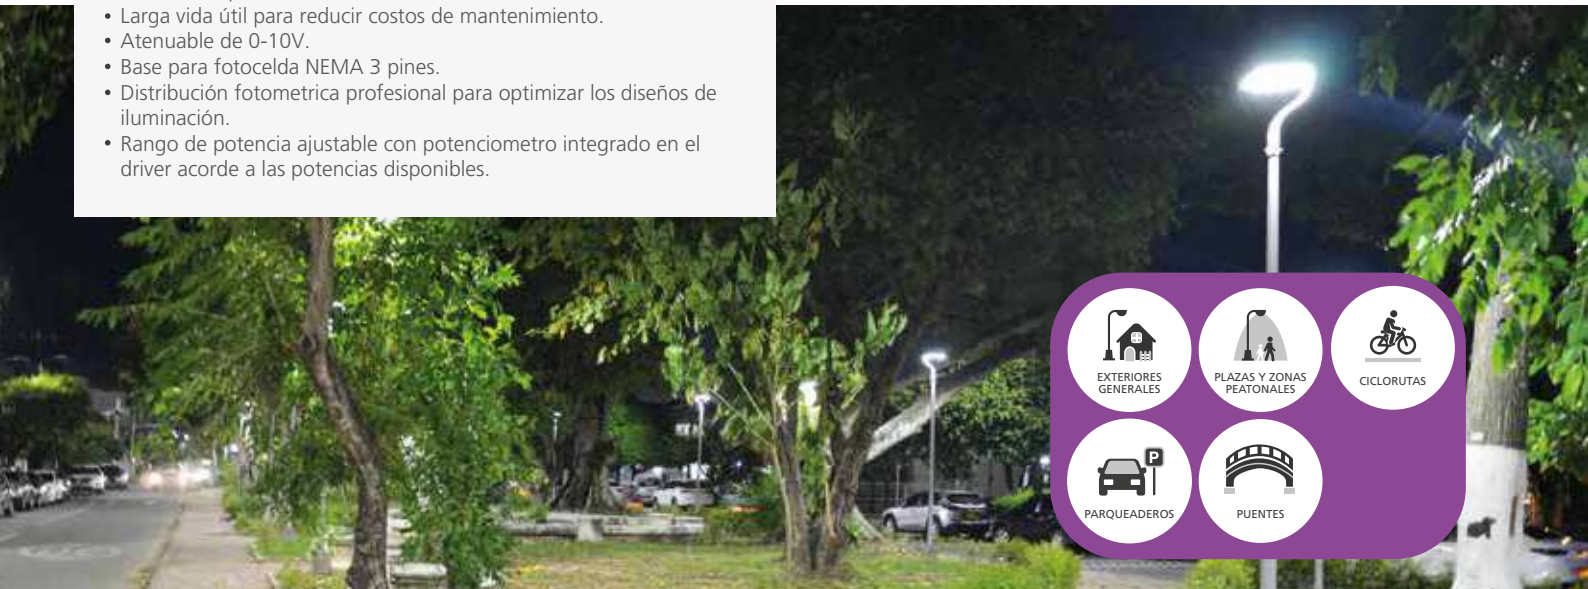 • Larga vida útil para reducir costos de mantenimiento.
• Atenuable de 0-10V.
• Base para fotocelda NEMA 3 pines.
• Distribución fotometrica profesional para optimizar los diseños de
iluminación.
• Rango de potencia ajustable con potenciometro integrado en el
driver acorde a las potencias disponibles.
EXTERIORES
GENERALES
PLAZAS Y ZONAS
PEATONALES
CICLORUTAS
P
PARQUEADEROS
PUENTES